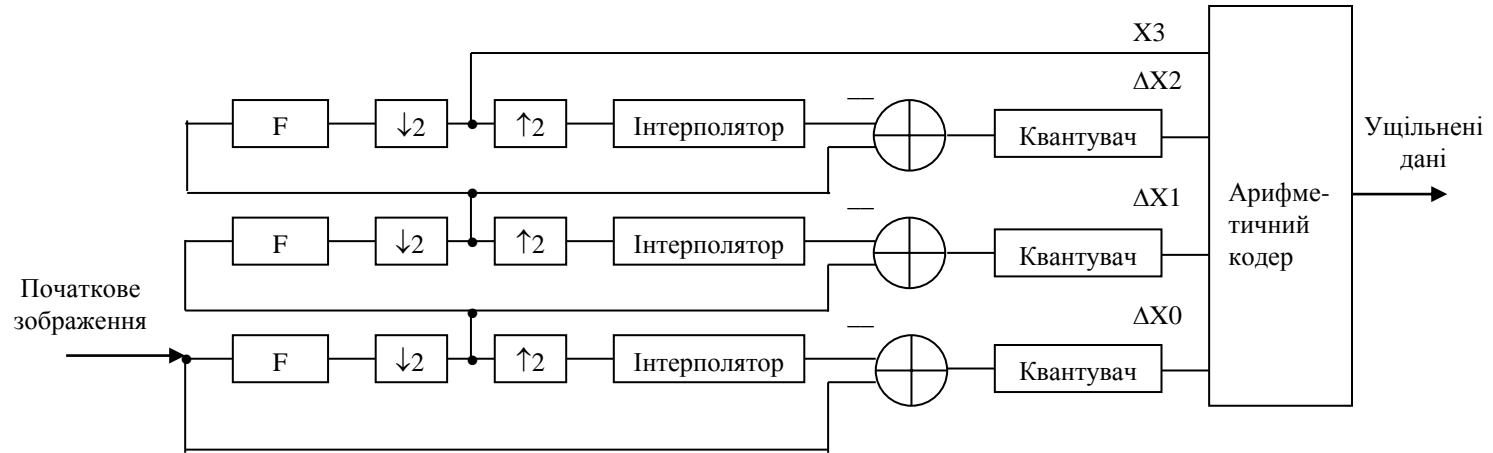 X3
ΔX2
F
↓2
↑2
Інтерполятор
Квантувач
Ущільнені
дані
ΔX1
F
↓2
↑2
Інтерполятор
Квантувач
Арифме-
тичний
кодер
Початкове
зображення
ΔX0
F
↓2
↑2
Інтерполятор
Квантувач